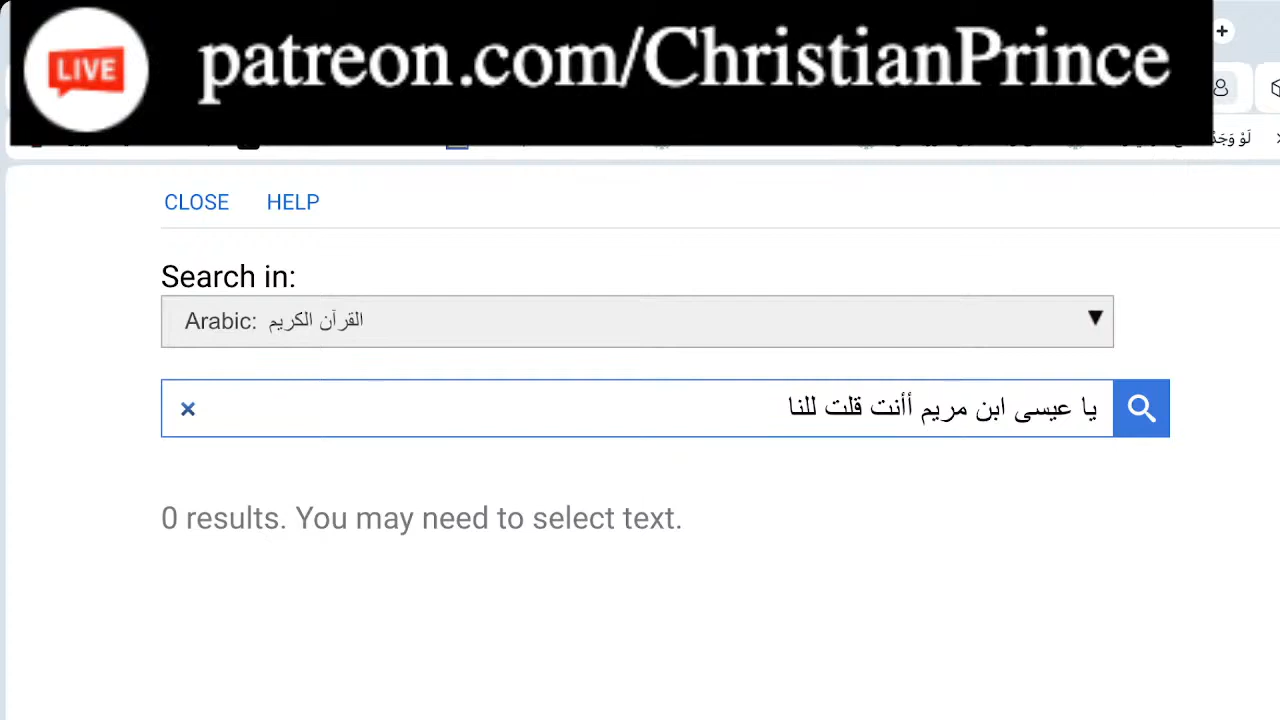 LIVE
patreon.com/ChristianPrince
+
لَوْ وَجَدْ
CLOSE HELP
Search in:
Arabic: القرآن الكريم
يا عيسى ابن مريم أأنت قلت للنا
0 results. You may need to select text.